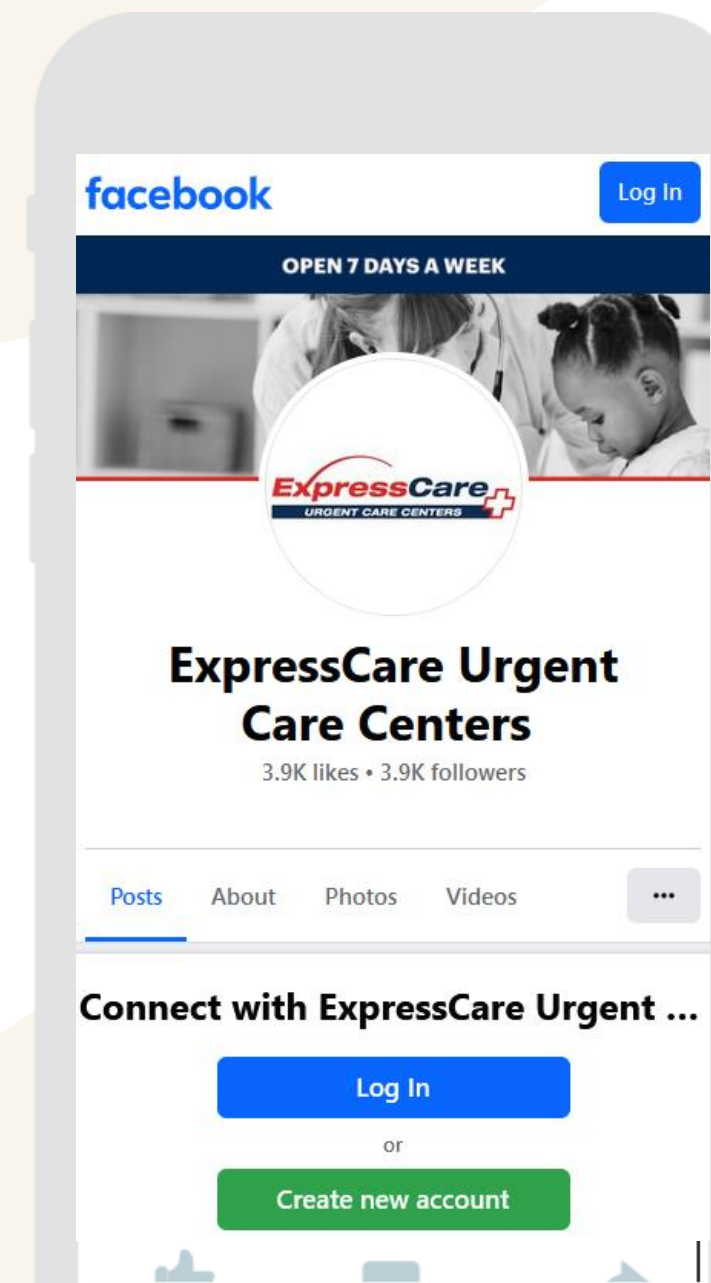 facebook
Log In
OPEN 7 DAYS A WEEK
ExpressCare
URGENT CARE CENTERS
ExpressCare Urgent
Care Centers
3.9K likes • 3.9K followers
Posts About Photos Videos ...
Connect with ExpressCare Urgent ...
Log In
or
Create new account